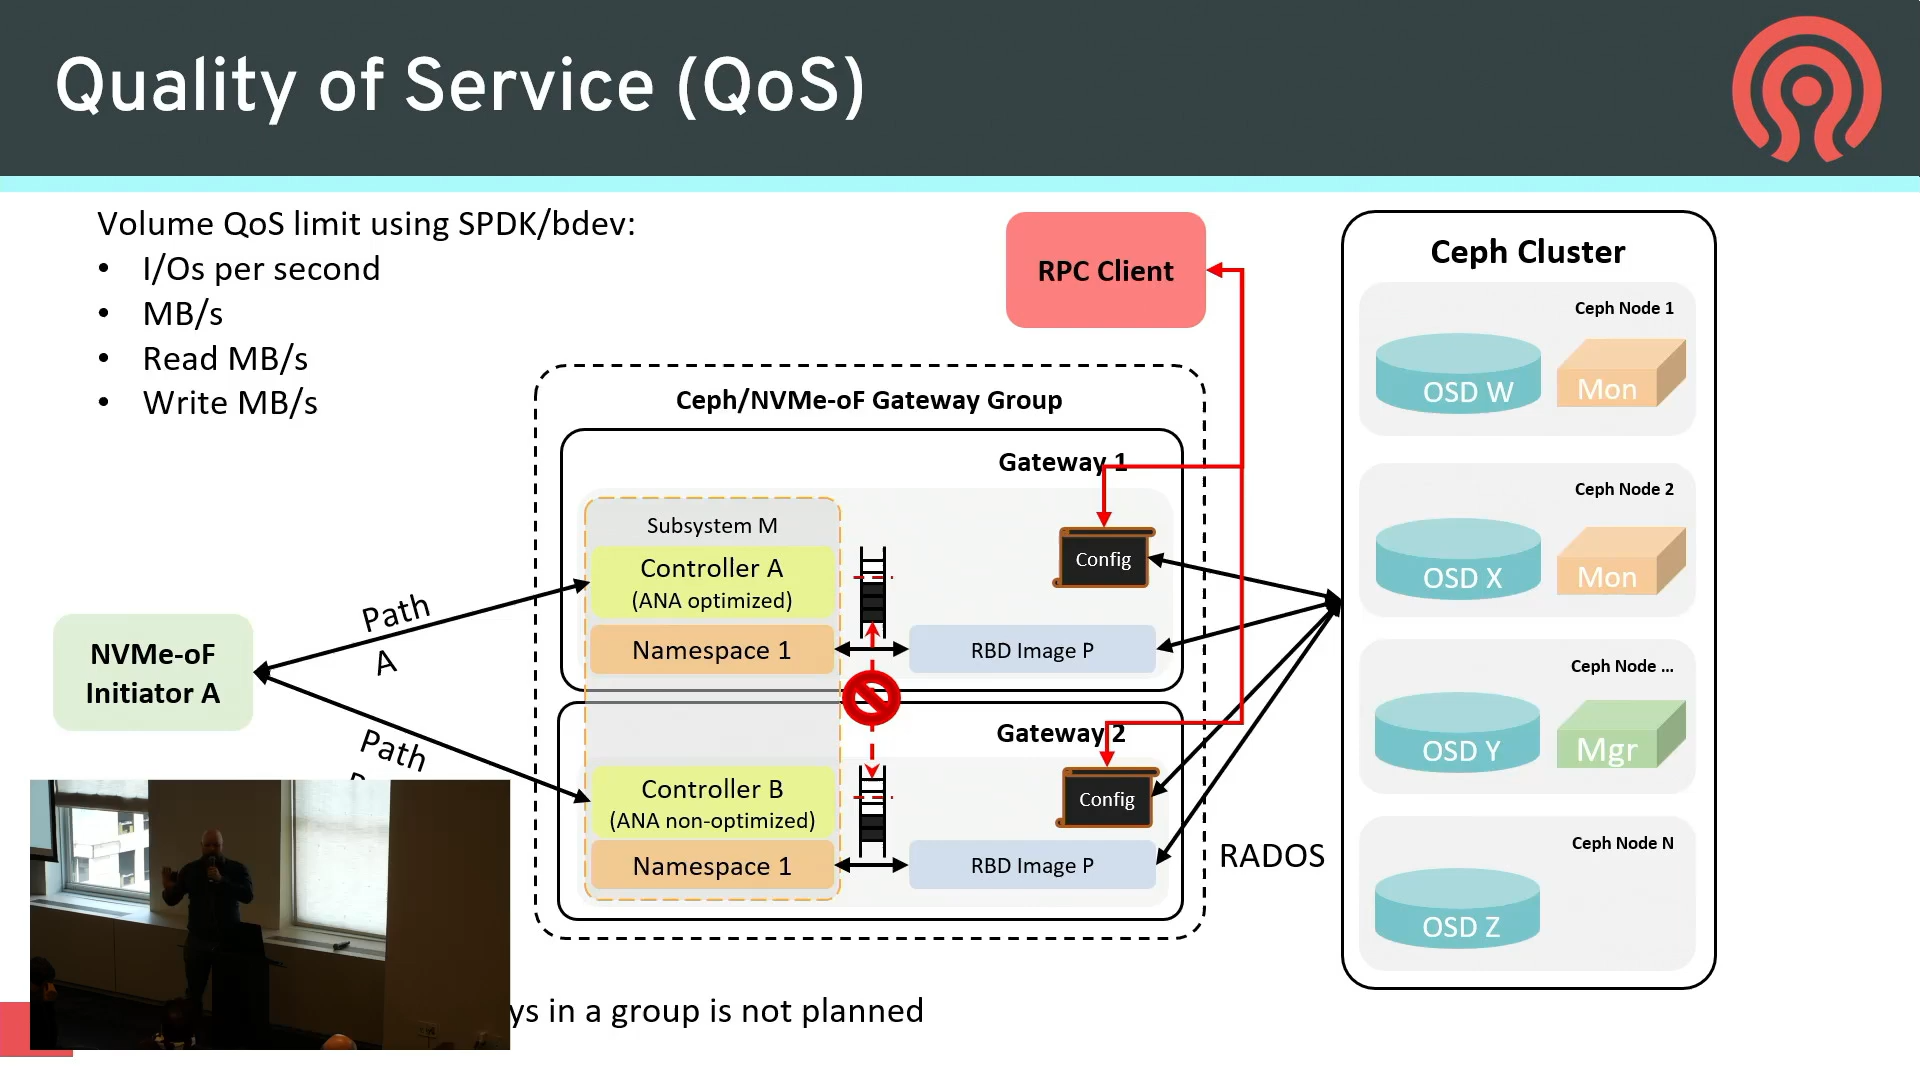 Quality of Service (QoS)
Volume QoS limit using SPDK/bdev:
• I/Os per second
• MB/s
• Read MB/s
• Write MB/s
RPC Client
Ceph Cluster
Ceph Node 1
OSD W
Mon
Ceph Node 2
OSD X
Mon
Ceph Node ...
OSD Y
Mgr
Ceph Node N
OSD Z
Ceph/NVMe-oF Gateway Group
Gateway 1
Subsystem M
Controller A
(ANA optimized)
Namespace 1
Config
RBD Image P
Gateway 2
Controller B
(ANA non-optimized)
Namespace 1
Config
RBD Image P
NVMe-oF
Initiator A
Path
A
Path
RADOS
in a group is not planned